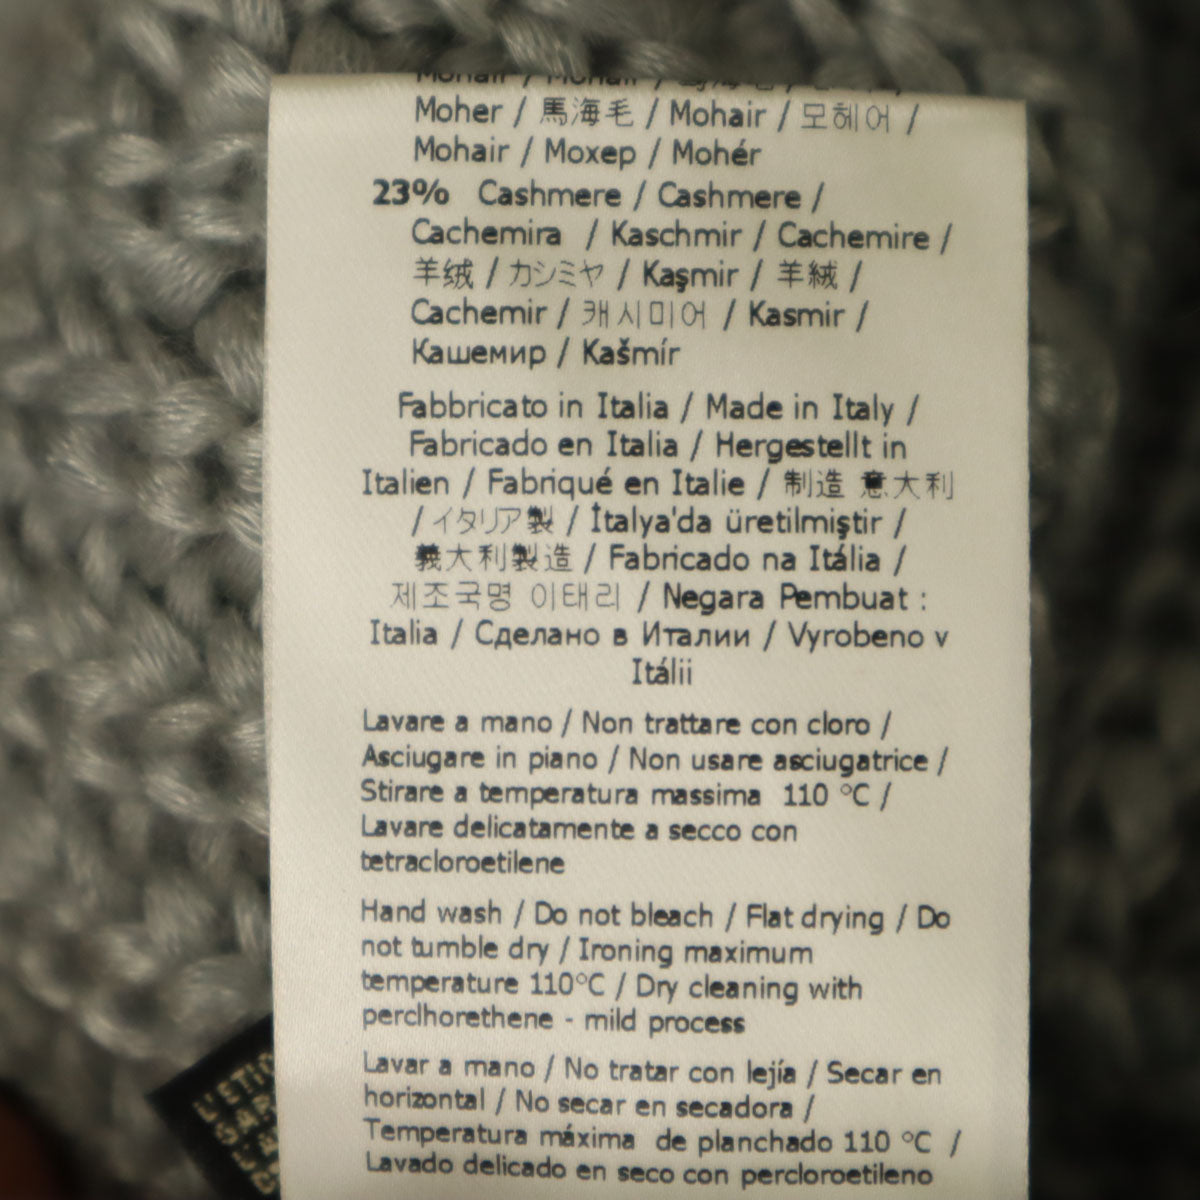 Moher / 馬海毛 / Mohair / 모헤어 /
Mohair / Мохер / Mohér
23% Cashmere / Cashmere /
Cachemira / Kaschmir / Cachemire /
羊绒 / カシミヤ / Kaşmir / 羊絨 /
Cachemir / 캐시미어 / Kasmir /
Кашемир / Kašmír
Fabbricato in Italia / Made in Italy /
Fabricado en Italia / Hergestellt in
Italien / Fabriqué en Italie / 制造 意大利
/ イタリア製 / İtalya'da üretilmiştir /
義大利製造 / Fabricado na Itália /
제조국명 이태리 / Negara Pembuat :
Italia / Сделано в Италии / Vyrobeno v
Itálii
Lavare a mano / Non trattare con cloro /
Asciugare in piano / Non usare asciugatrice /
Stirare a temperatura massima 110 °C /
Lavare delicatamente a secco con
tetracloroetilene
Hand wash / Do not bleach / Flat drying / Do
not tumble dry / Ironing maximum
temperature 110°C / Dry cleaning with
perclhorethene - mild process
Lavar a mano / No tratar con lejía / Secar en
horizontal / No secar en secadora /
Temperatura máxima de planchado 110 °C /
Lavado delicado en seco con percloroetileno
L'ETIC